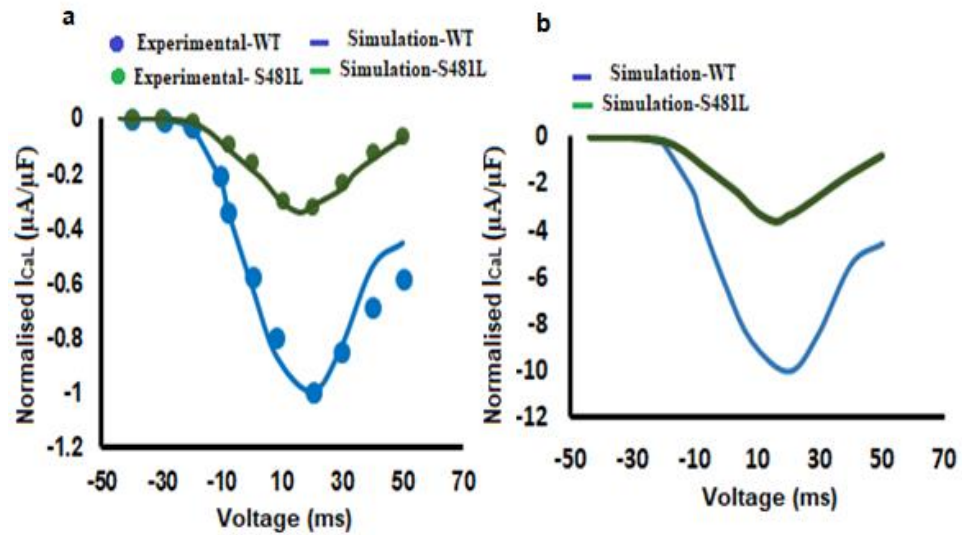 a
Experimental-WT
Simulation-WT
Experimental- S481L
Simulation-S481L
0
-0.2
-0.4
-0.6
-0.8
-1
-1.2
Normalised ICaL (µA/µF)
-50 -30 -10 10 30 50 70
Voltage (ms)
b
Simulation-WT
Simulation-S481L
0
-2
-4
-6
-8
-10
-12
Normalised ICaL (µA/µF)
-50 -30 -10 10 30 50 70
Voltage (ms)